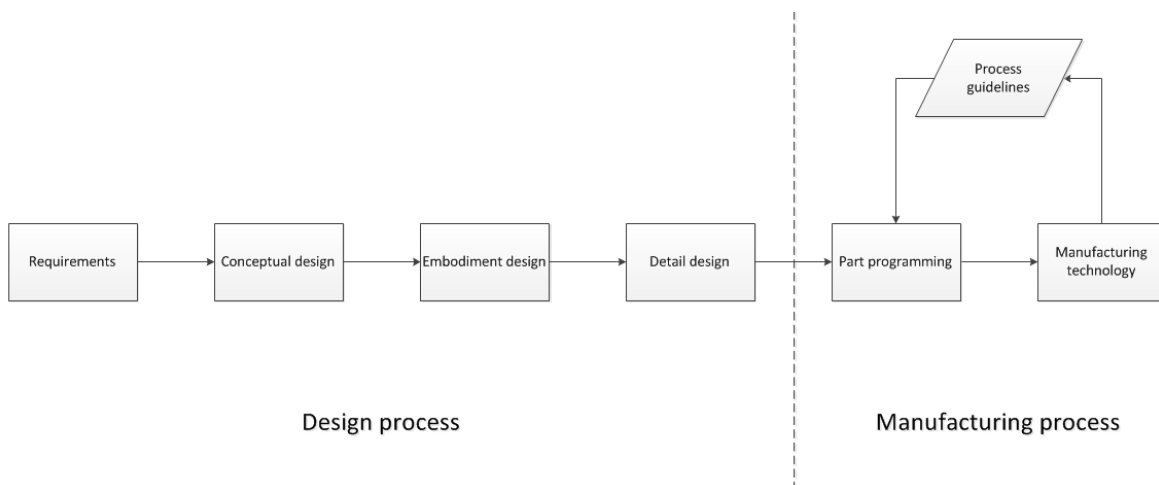 Process
guidelines
Requirements
Conceptual design
Embodiment design
Detail design
Part programming
Manufacturing
technology
Design process
Manufacturing process